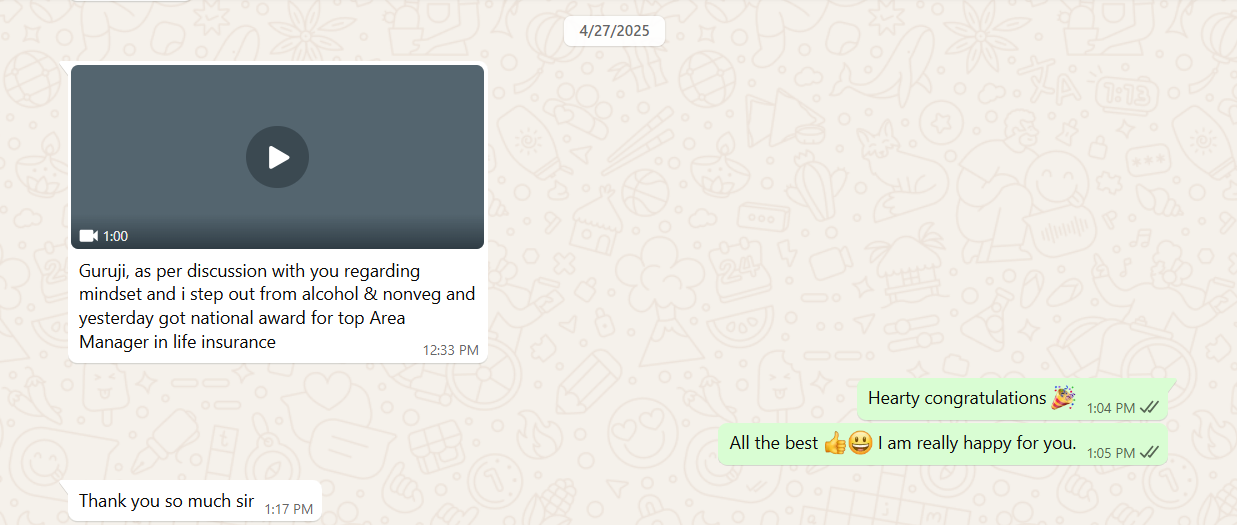 4/27/2025
1:00
Guruji, as per discussion with you regarding
mindset and i step out from alcohol & nonveg and
yesterday got national award for top Area
Manager in life insurance
12:33 PM
Hearty congratulations 🎉 1:04 PM
All the best 👍😃 I am really happy for you. 1:05 PM
Thank you so much sir 1:17 PM